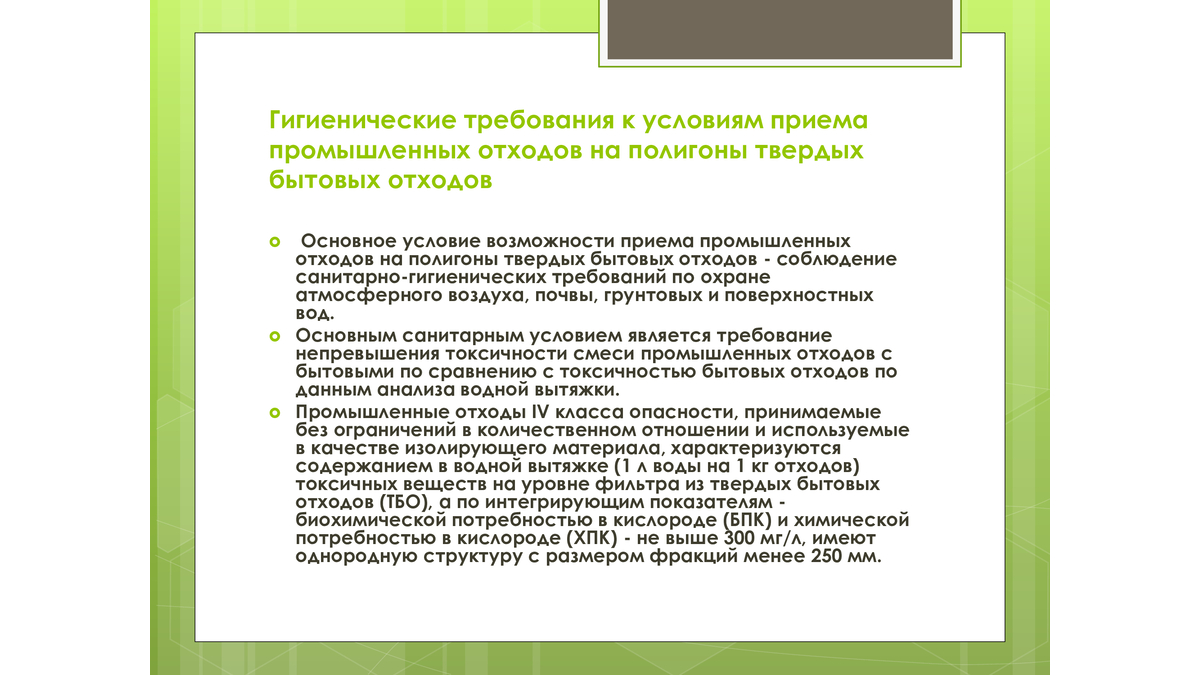 Гигиенические требования к условиям приема
промышленных отходов на полигоны твердых
бытовых отходов
Основное условие возможности приема промышленных
отходов на полигоны твердых бытовых отходов - соблюдение
санитарно-гигиенических требований по охране
атмосферного воздуха, почвы, грунтовых и поверхностных
вод.
Основным санитарным условием является требование
непревышения токсичности смеси промышленных отходов с
бытовыми по сравнению с токсичностью бытовых отходов по
данным анализа водной вытяжки.
Промышленные отходы IV класса опасности, принимаемые
без ограничений в количественном отношении и используемые
в качестве изолирующего материала, характеризуются
содержанием в водной вытяжке (1 л воды на 1 кг отходов)
токсичных веществ на уровне фильтра из твердых бытовых
отходов (ТБО), а по интегрирующим показателям -
биохимической потребностью в кислороде (БПК) и химической
потребностью в кислороде (ХПК) - не выше 300 мг/л, имеют
однородную структуру с размером фракций менее 250 мм.